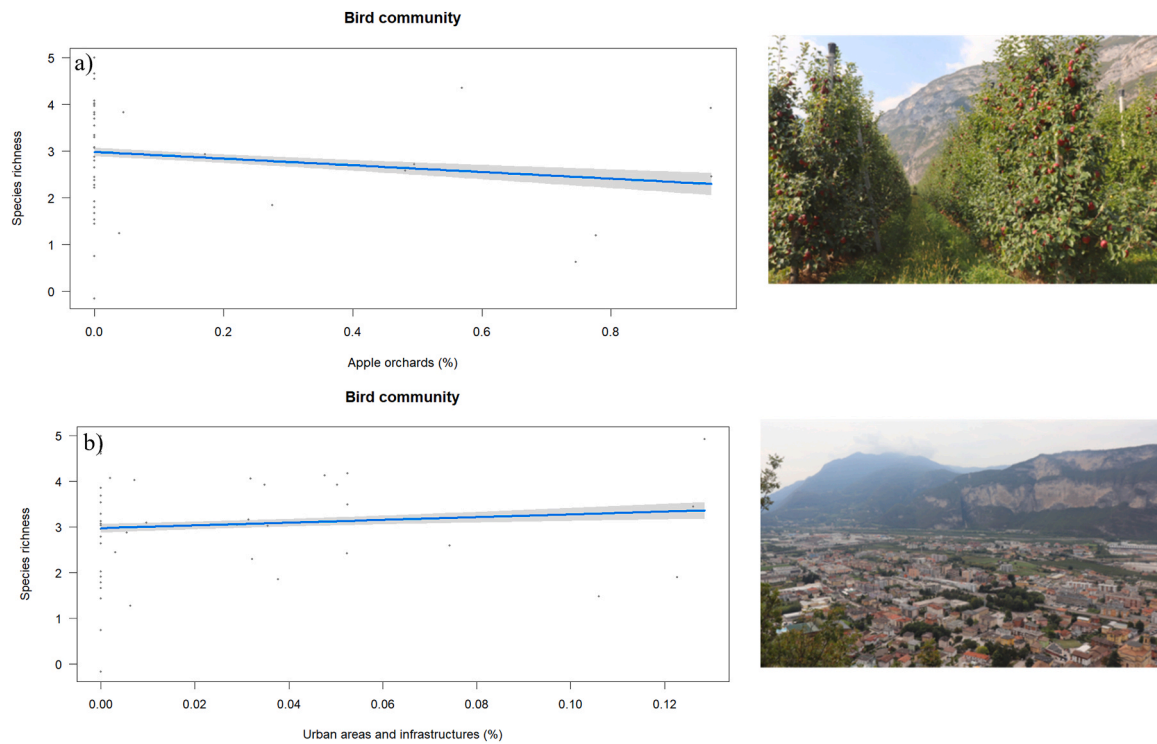 Bird community
a)
5
4
3
2
1
0
Species richness
0.0 0.2 0.4 0.6 0.8
Apple orchards (%)
Bird community
b)
5
4
3
2
1
0
Species richness
0.00 0.02 0.04 0.06 0.08 0.10 0.12
Urban areas and infrastructures (%)